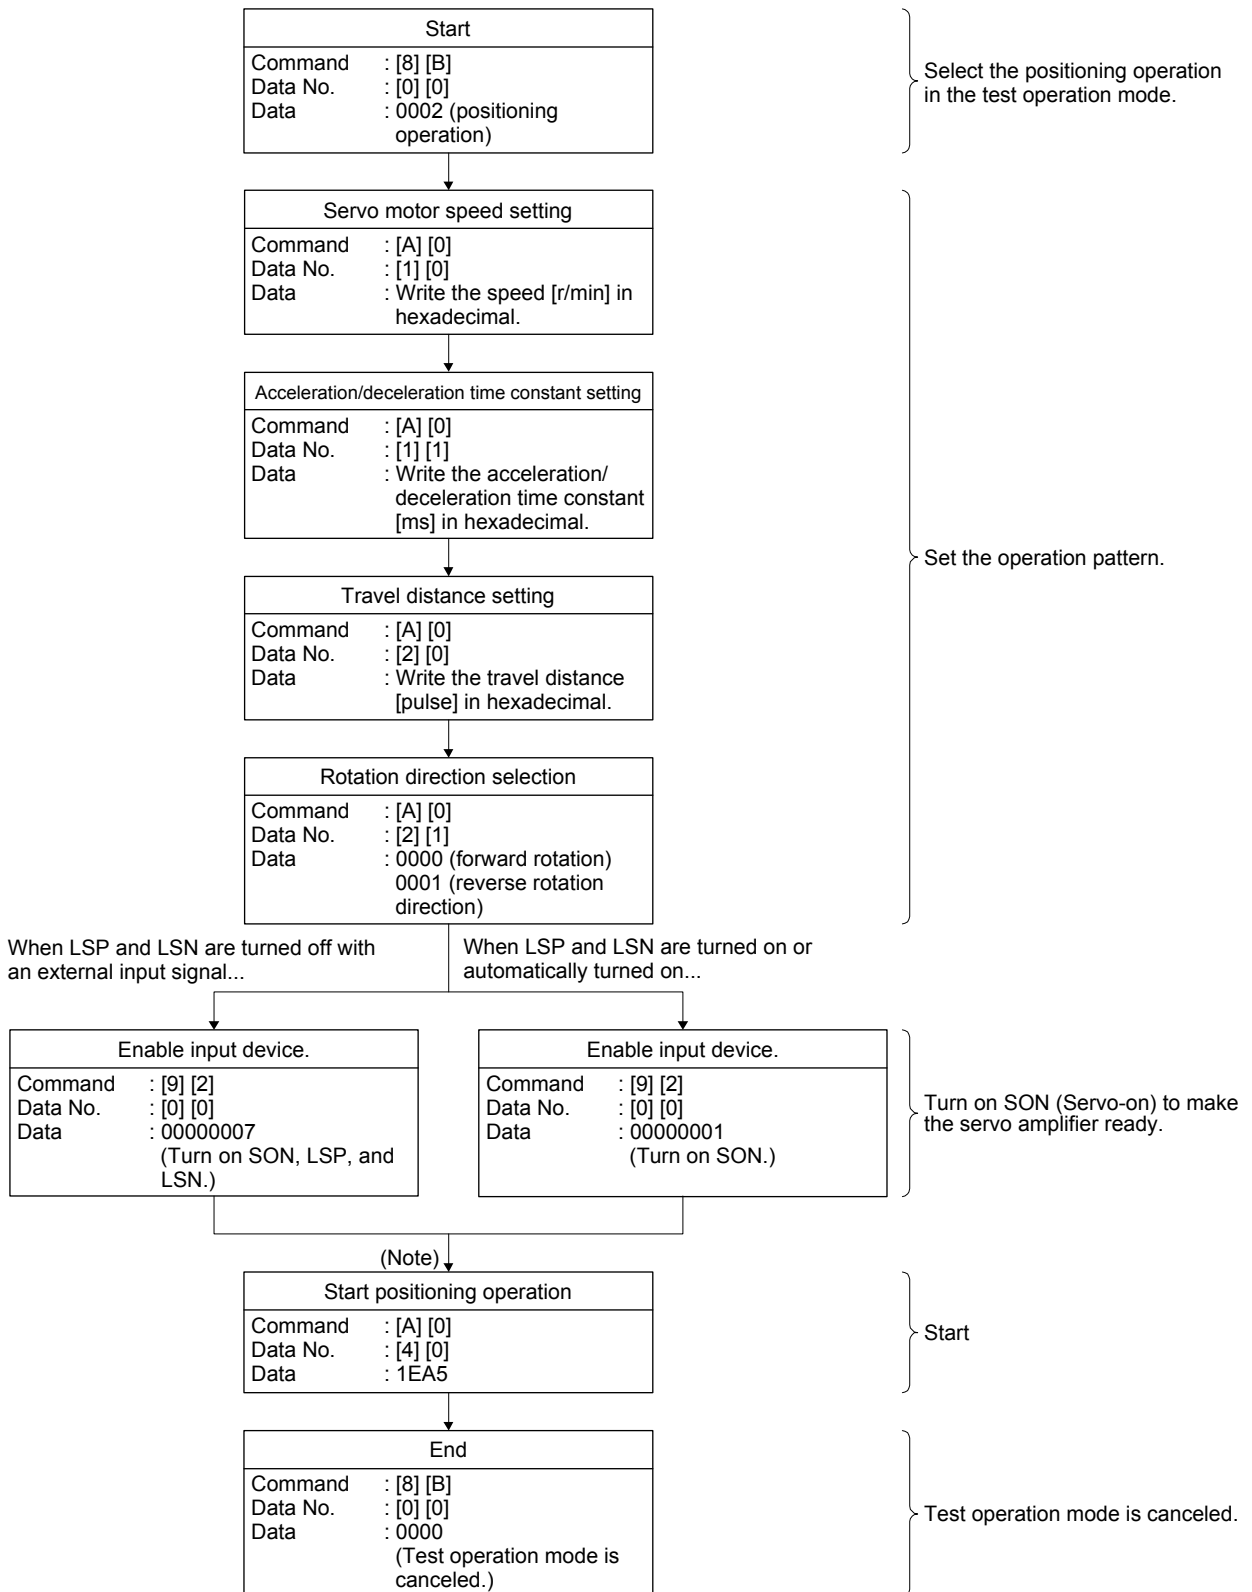 Start
Command : [8] [B]
Data No. : [0] [0]
Data : 0002 (positioning
operation)
Select the positioning operation
in the test operation mode.
Servo motor speed setting
Command : [A] [0]
Data No. : [1] [0]
Data : Write the speed [r/min] in
hexadecimal.
Acceleration/deceleration time constant setting
Command : [A] [0]
Data No. : [1] [1]
Data : Write the acceleration/
deceleration time constant
[ms] in hexadecimal.
Set the operation pattern.
Travel distance setting
Command : [A] [0]
Data No. : [2] [0]
Data : Write the travel distance
[pulse] in hexadecimal.
Rotation direction selection
Command : [A] [0]
Data No. : [2] [1]
Data : 0000 (forward rotation)
0001 (reverse rotation
direction)
When LSP and LSN are turned off with
an external input signal...
When LSP and LSN are turned on or
automatically turned on...
Enable input device.
Command : [9] [2]
Data No. : [0] [0]
Data : 00000007
(Turn on SON, LSP, and
LSN.)
Enable input device.
Command : [9] [2]
Data No. : [0] [0]
Data : 00000001
(Turn on SON.)
Turn on SON (Servo-on) to make
the servo amplifier ready.
(Note)
Start positioning operation
Command : [A] [0]
Data No. : [4] [0]
Data : 1EA5
Start
End
Command : [8] [B]
Data No. : [0] [0]
Data : 0000
(Test operation mode is
canceled.)
Test operation mode is canceled.